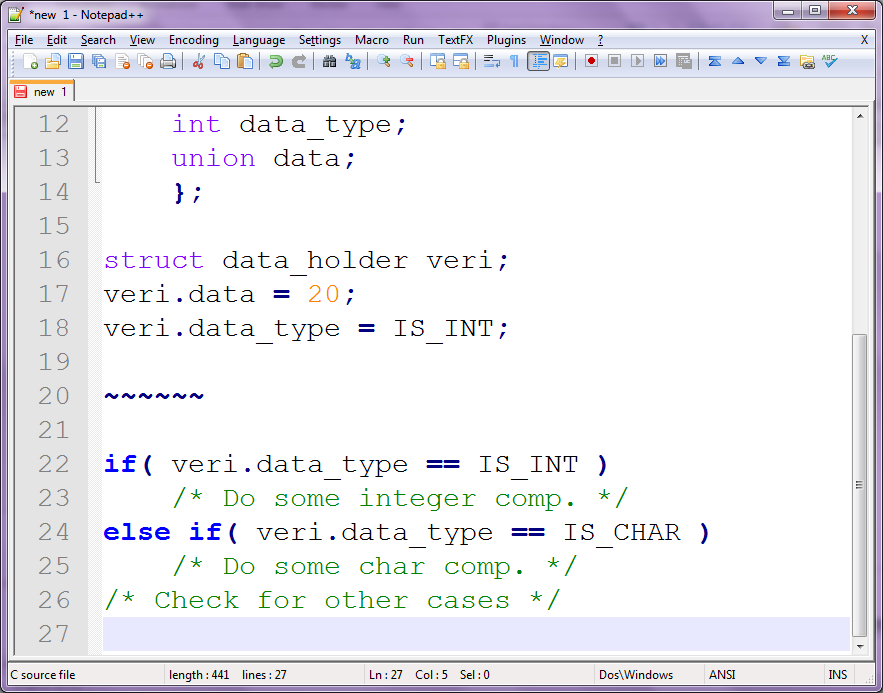 *new 1 - Notepad++
File Edit Search View Encoding Language Settings Macro Run TextFX Plugins Window ? X
new 1
12 int data_type;
13 union data;
14 };
15
16 struct data_holder veri;
17 veri.data = 20;
18 veri.data_type = IS_INT;
19
20 ~~~~~~
21
22 if( veri.data_type == IS_INT )
23 /* Do some integer comp. */
24 else if( veri.data_type == IS_CHAR )
25 /* Do some char comp. */
26 /* Check for other cases */
27
C source file length : 441 lines : 27 Ln : 27 Col : 5 Sel : 0 Dos\Windows ANSI INS